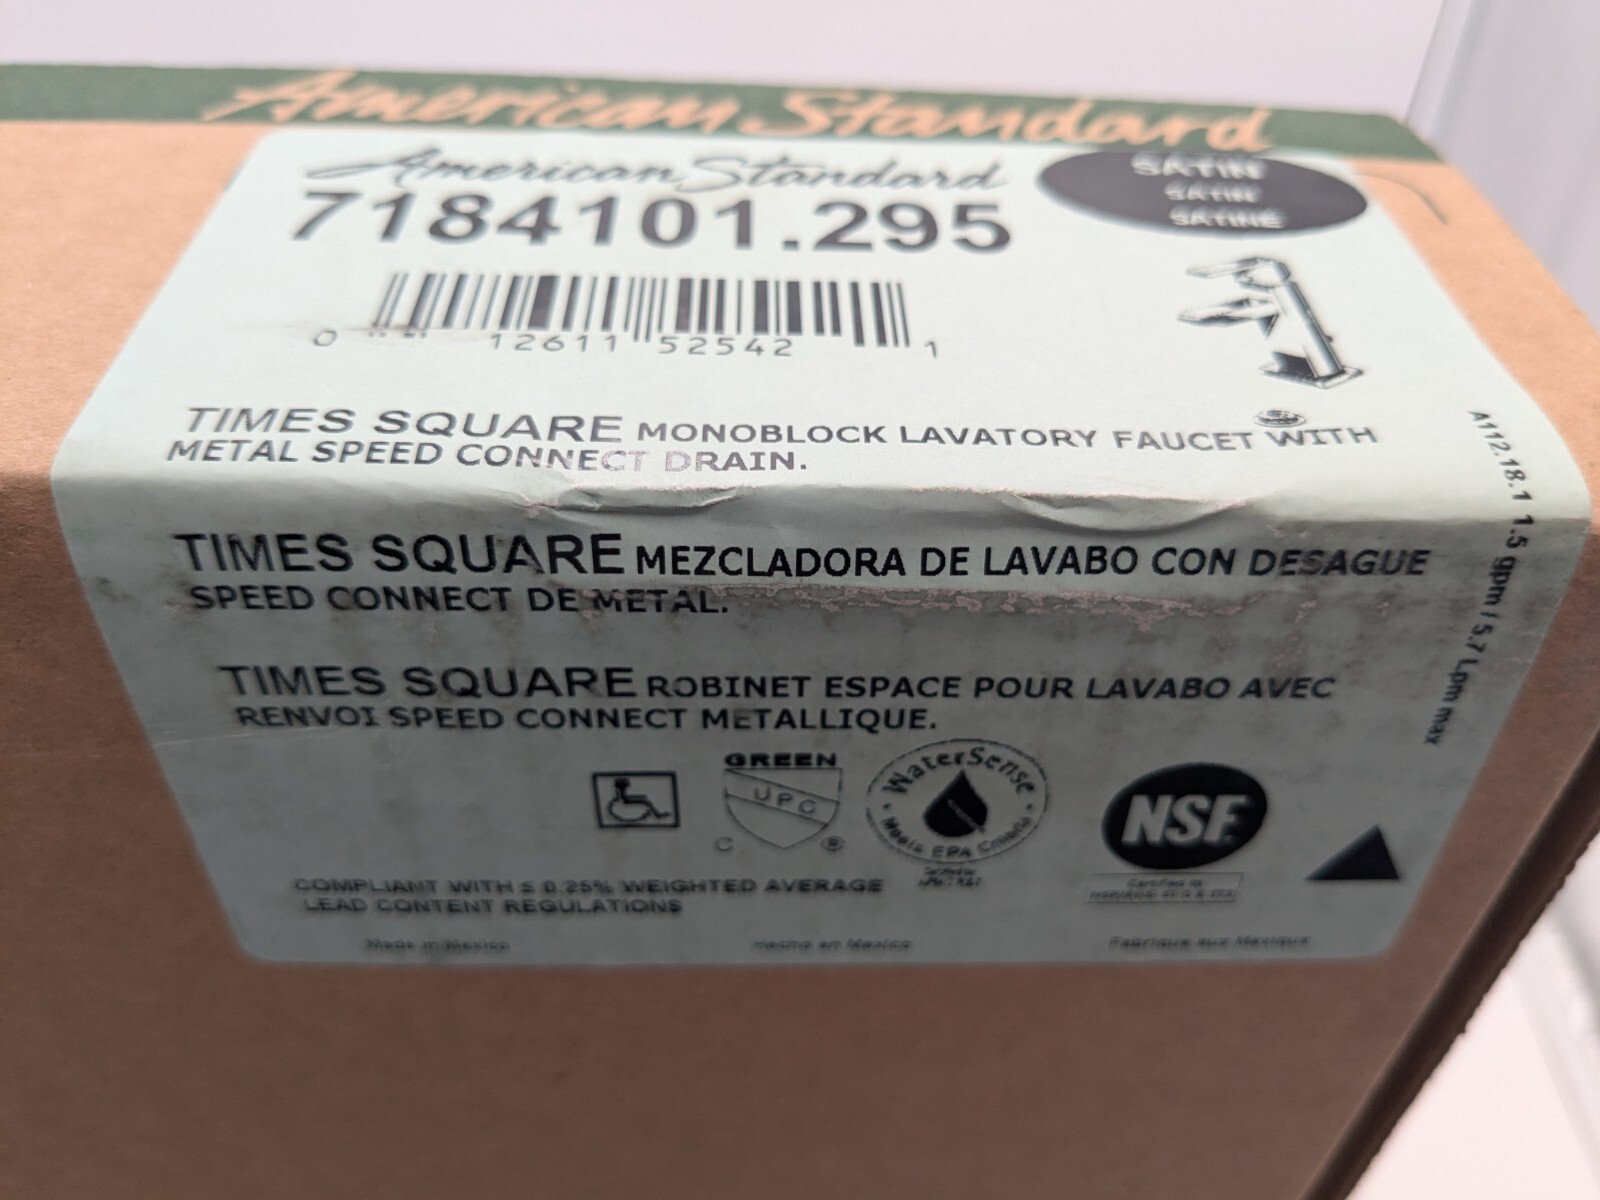 American Standard
American Standard
7184101.295
SATIN
SATIN
SATINÉ
0 12611 52542 1
TIMES SQUARE MONOBLOCK LAVATORY FAUCET WITH
METAL SPEED CONNECT DRAIN.
A112.18.1 1.5 gpm / 5.7 Lpm max
TIMES SQUARE MEZCLADORA DE LAVABO CON DESAGUE
SPEED CONNECT DE METAL.
TIMES SQUARE ROBINET ESPACE POUR LAVABO AVEC
RENVOI SPEED CONNECT METALLIQUE.
GREEN
UPC
C ®
WaterSense
Meets EPA Criteria
NSF
Certified to
COMPLIANT WITH ≤ 0.25% WEIGHTED AVERAGE
LEAD CONTENT REGULATIONS
Made in Mexico
Hecho en Mexico
Fabrique aux Mexique